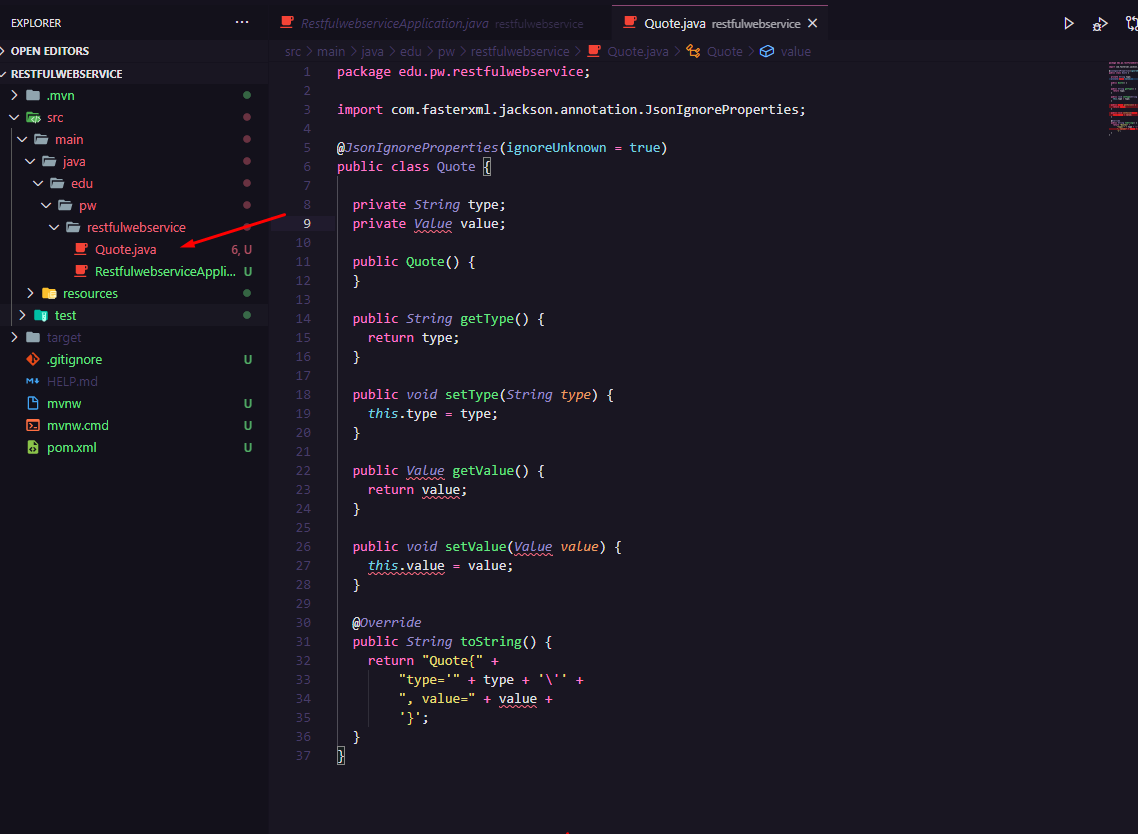 EXPLORER
OPEN EDITORS
RESTFULWEBSERVICE
.mvn
src
main
java
edu
pw
restfulwebservice
Quote.java 6, U
RestfulwebserviceAppli... U
resources
test
target
.gitignore U
HELP.md
mvnw U
mvnw.cmd U
pom.xml U
RestfulwebserviceApplication.java restfulwebservice
Quote.java restfulwebservice
src > main > java > edu > pw > restfulwebservice > Quote.java > Quote > value
1 package edu.pw.restfulwebservice;
2
3 import com.fasterxml.jackson.annotation.JsonIgnoreProperties;
4
5 @JsonIgnoreProperties(ignoreUnknown = true)
6 public class Quote {
7
8 private String type;
9 private Value value;
10
11 public Quote() {
12 }
13
14 public String getType() {
15 return type;
16 }
17
18 public void setType(String type) {
19 this.type = type;
20 }
21
22 public Value getValue() {
23 return value;
24 }
25
26 public void setValue(Value value) {
27 this.value = value;
28 }
29
30 @Override
31 public String toString() {
32 return "Quote{" +
33 "type='" + type + '\'' +
34 ", value=" + value +
35 '}';
36 }
37 }